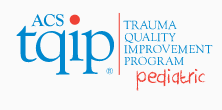 ACS
tqip®
TRAUMA
QUALITY
IMPROVEMENT
PROGRAM
pediatric